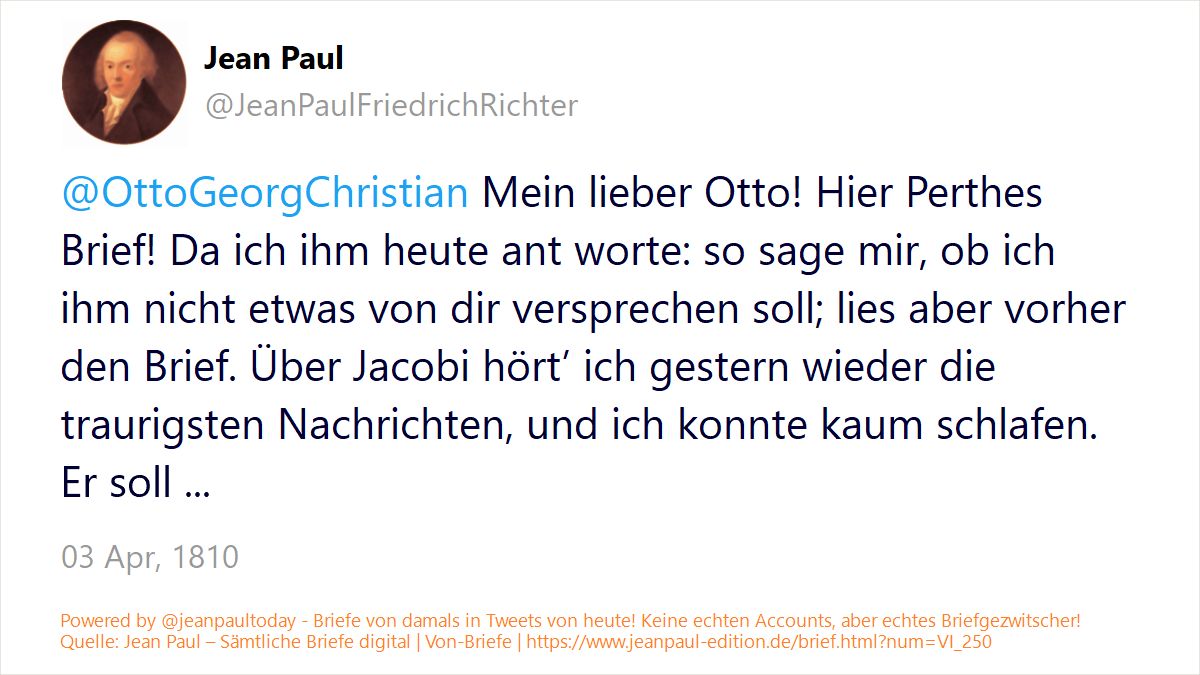 Jean Paul
@JeanPaulFriedrichRichter
@OttoGeorgChristian Mein lieber Otto! Hier Perthes
Brief! Da ich ihm heute ant worte: so sage mir, ob ich
ihm nicht etwas von dir versprechen soll; lies aber vorher
den Brief. Über Jacobi hört’ ich gestern wieder die
traurigsten Nachrichten, und ich konnte kaum schlafen.
Er soll ...
03 Apr, 1810
Powered by @jeanpaultoday - Briefe von damals in Tweets von heute! Keine echten Accounts, aber echtes Briefgezwitscher!
Quelle: Jean Paul – Sämtliche Briefe digital | Von-Briefe | https://www.jeanpaul-edition.de/brief.html?num=VI_250